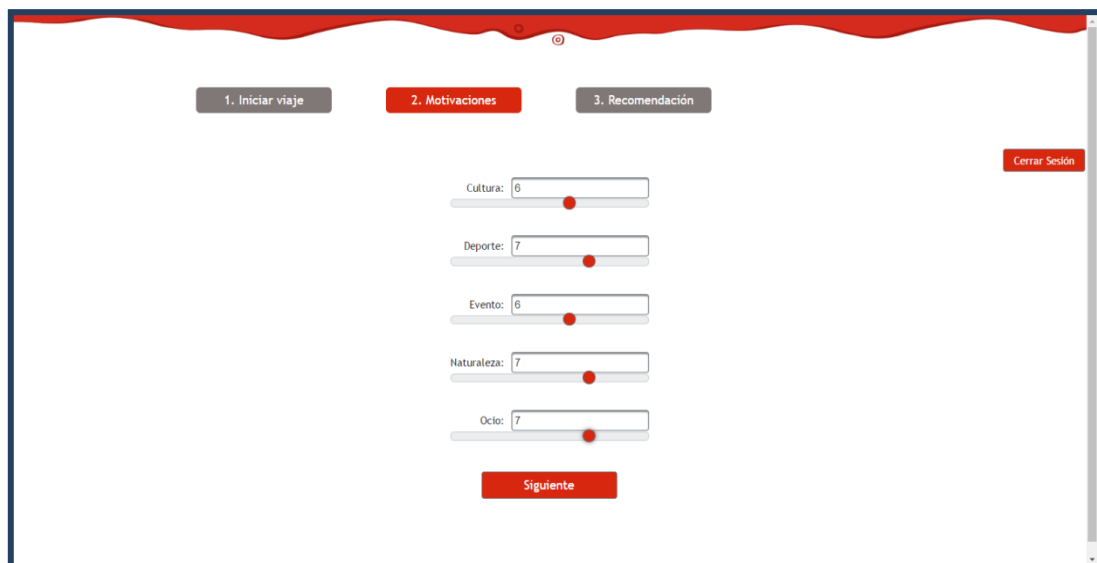 1. Iniciar viaje 2. Motivaciones 3. Recomendación
Cerrar Sesión
Cultura: 6
Deporte: 7
Evento: 6
Naturaleza: 7
Ocio: 7
Siguiente